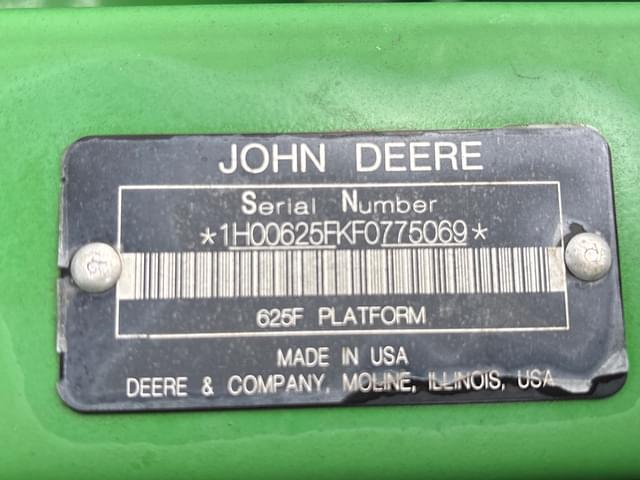 JOHN DEERE
Serial Number
*1H00625FKF0775069*
625F PLATFORM
MADE IN USA
DEERE & COMPANY, MOLINE, ILLINOIS, USA